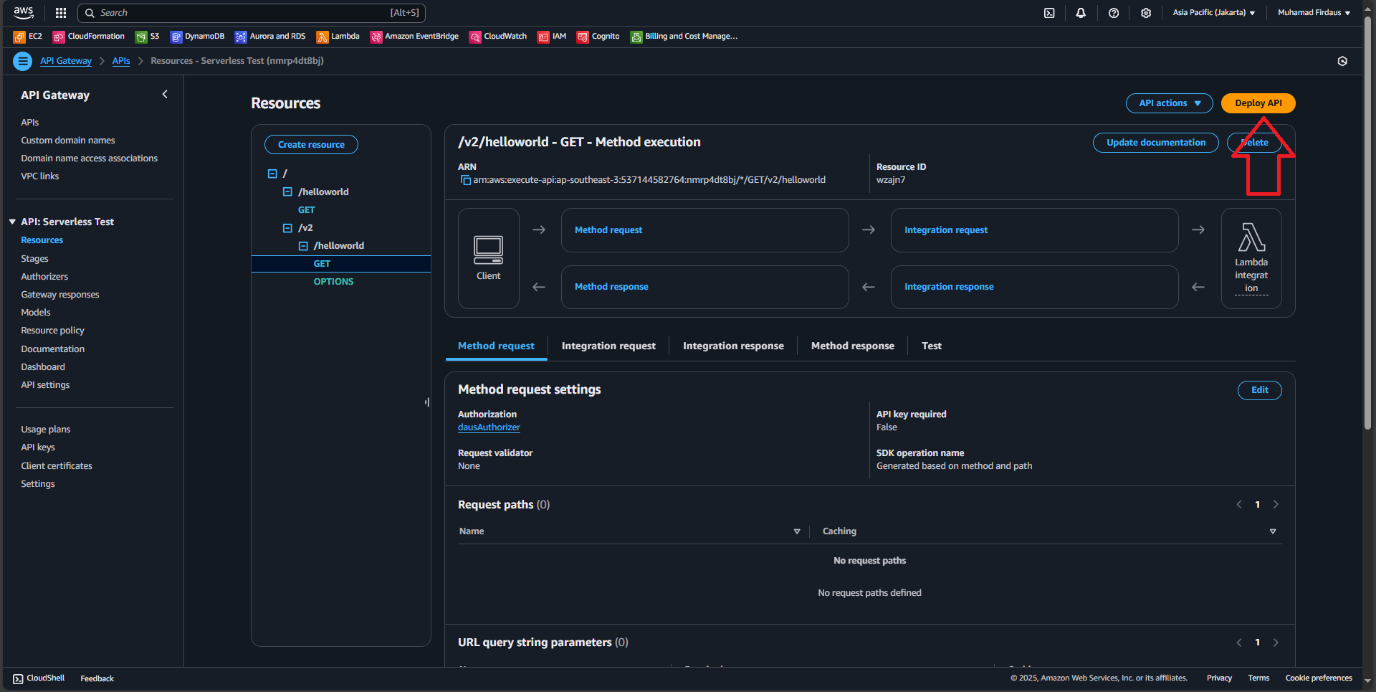 aws
Search [Alt+S]
Asia Pacific (Jakarta) Muhamad Firdaus
EC2 CloudFormation S3 DynamoDB Aurora and RDS Lambda Amazon EventBridge CloudWatch IAM Cognito Billing and Cost Manage...
API Gateway APIs Resources - Serverless Test (nmrp4dt8bj)
API Gateway
APIs
Custom domain names
Domain name access associations
VPC links
API: Serverless Test
Resources
Stages
Authorizers
Gateway responses
Models
Resource policy
Documentation
Dashboard
API settings
Usage plans
API keys
Client certificates
Settings
Resources
API actions Deploy API
Create resource
/
/helloworld
GET
/v2
/helloworld
GET
OPTIONS
/v2/helloworld - GET - Method execution
Update documentation Delete
ARN
arn:aws:execute-api:ap-southeast-3:537144582764:nmrp4dt8bj/*/GET/v2/helloworld
Resource ID
wzajn7
Client
Method request
Integration request
Method response
Integration response
Lambda
integrat
ion
Method request Integration request Integration response Method response Test
Method request settings
Edit
Authorization
dausAuthorizer
API key required
False
Request validator
None
SDK operation name
Generated based on method and path
Request paths (0)
1
Name Caching
No request paths
No request paths defined
URL query string parameters (0)
1
CloudShell Feedback
© 2025, Amazon Web Services, Inc. or its affiliates. Privacy Terms Cookie preferences